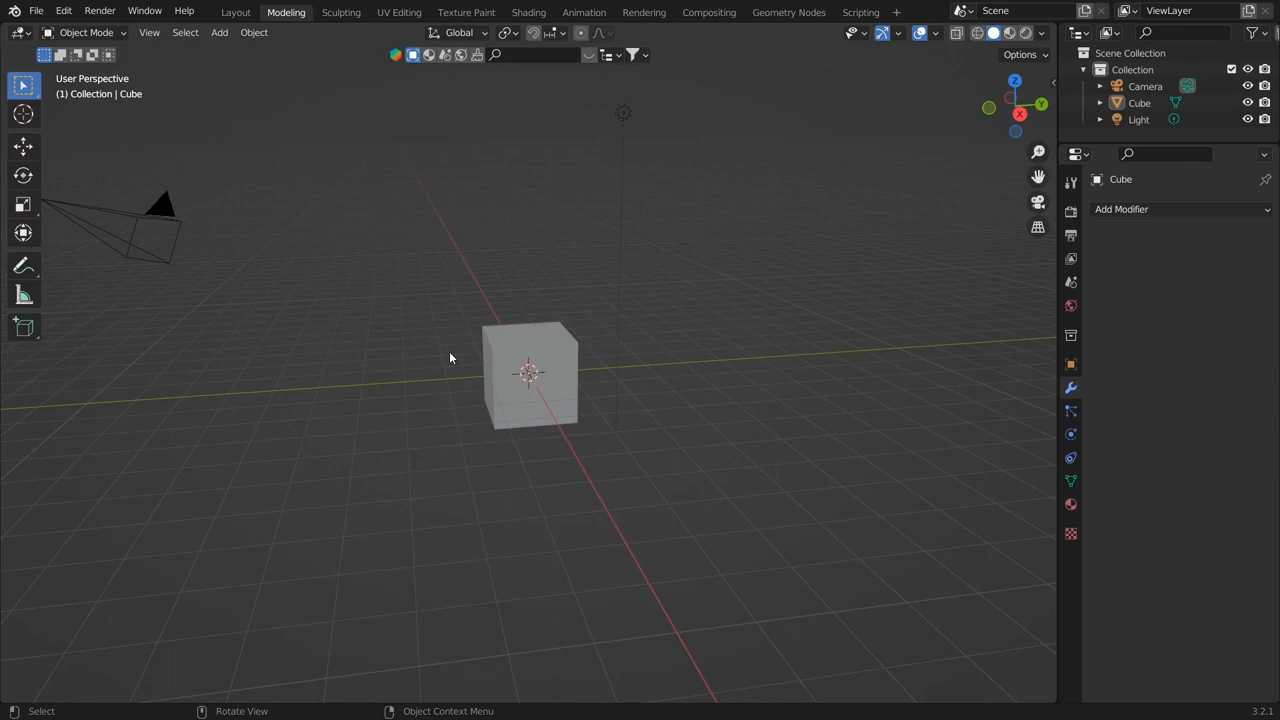 File Edit Render Window Help Layout Modeling Sculpting UV Editing Texture Paint Shading Animation Rendering Compositing Geometry Nodes Scripting + Scene ViewLayer
Object Mode View Select Add Object Global
Options
Scene Collection
Collection
Camera
Cube
Light
User Perspective
(1) Collection | Cube
Z
Y
X
Cube
Add Modifier
Select Rotate View Object Context Menu 3.2.1